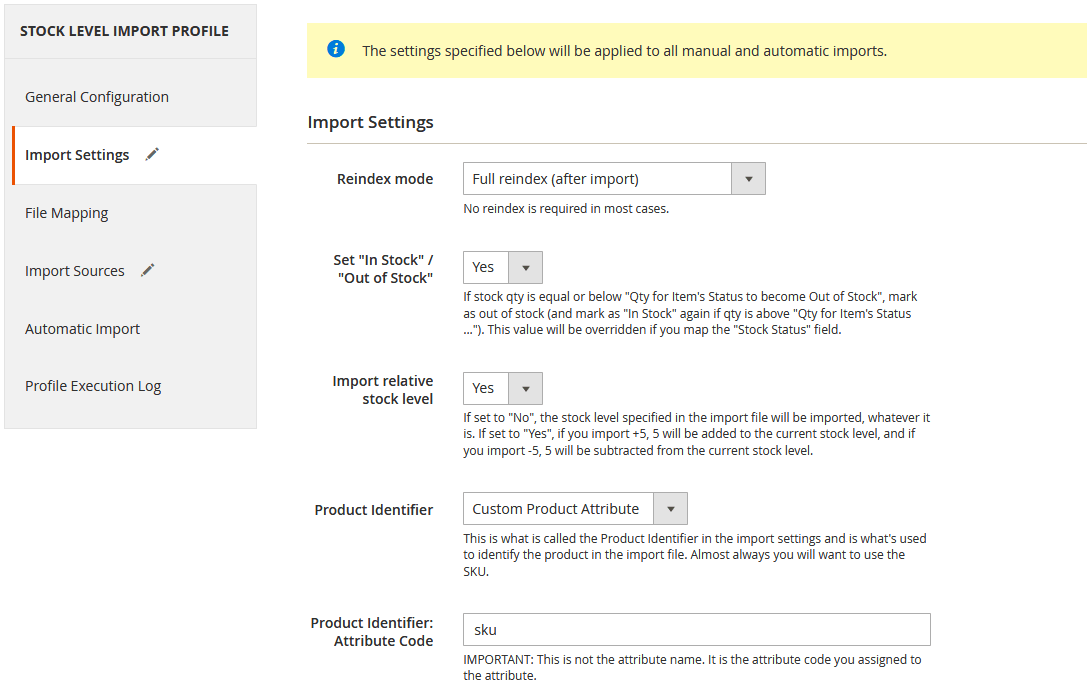 STOCK LEVEL IMPORT PROFILE
General Configuration
Import Settings
File Mapping
Import Sources
Automatic Import
Profile Execution Log
The settings specified below will be applied to all manual and automatic imports.
Import Settings
Reindex mode
Full reindex (after import)
No reindex is required in most cases.
Set "In Stock" /
"Out of Stock"
Yes
If stock qty is equal or below "Qty for Item's Status to become Out of Stock", mark
as out of stock (and mark as "In Stock" again if qty is above "Qty for Item's Status
..."). This value will be overridden if you map the "Stock Status" field.
Import relative
stock level
Yes
If set to "No", the stock level specified in the import file will be imported, whatever it
is. If set to "Yes", if you import +5, 5 will be added to the current stock level, and if
you import -5, 5 will be subtracted from the current stock level.
Product Identifier
Custom Product Attribute
This is what is called the Product Identifier in the import settings and is what's used
to identify the product in the import file. Almost always you will want to use the
SKU.
Product Identifier:
Attribute Code
sku
IMPORTANT: This is not the attribute name. It is the attribute code you assigned to
the attribute.